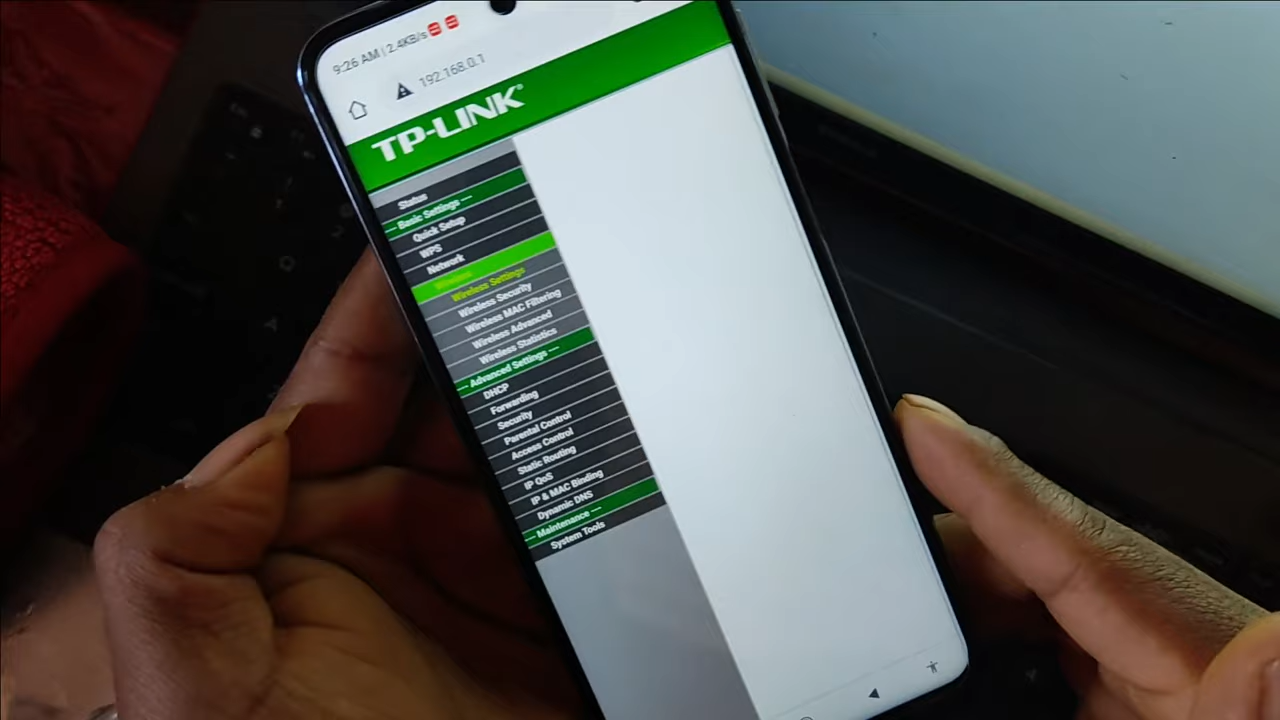 9:26 AM | 2.4KB/s
192.168.0.1
TP-LINK®
Status
--- Basic Settings ---
Quick Setup
WPS
Network
Wireless
Wireless Settings
Wireless Security
Wireless MAC Filtering
Wireless Advanced
Wireless Statistics
--- Advanced Settings ---
DHCP
Forwarding
Security
Parental Control
Access Control
Static Routing
IP QoS
IP & MAC Binding
Dynamic DNS
--- Maintenance ---
System Tools